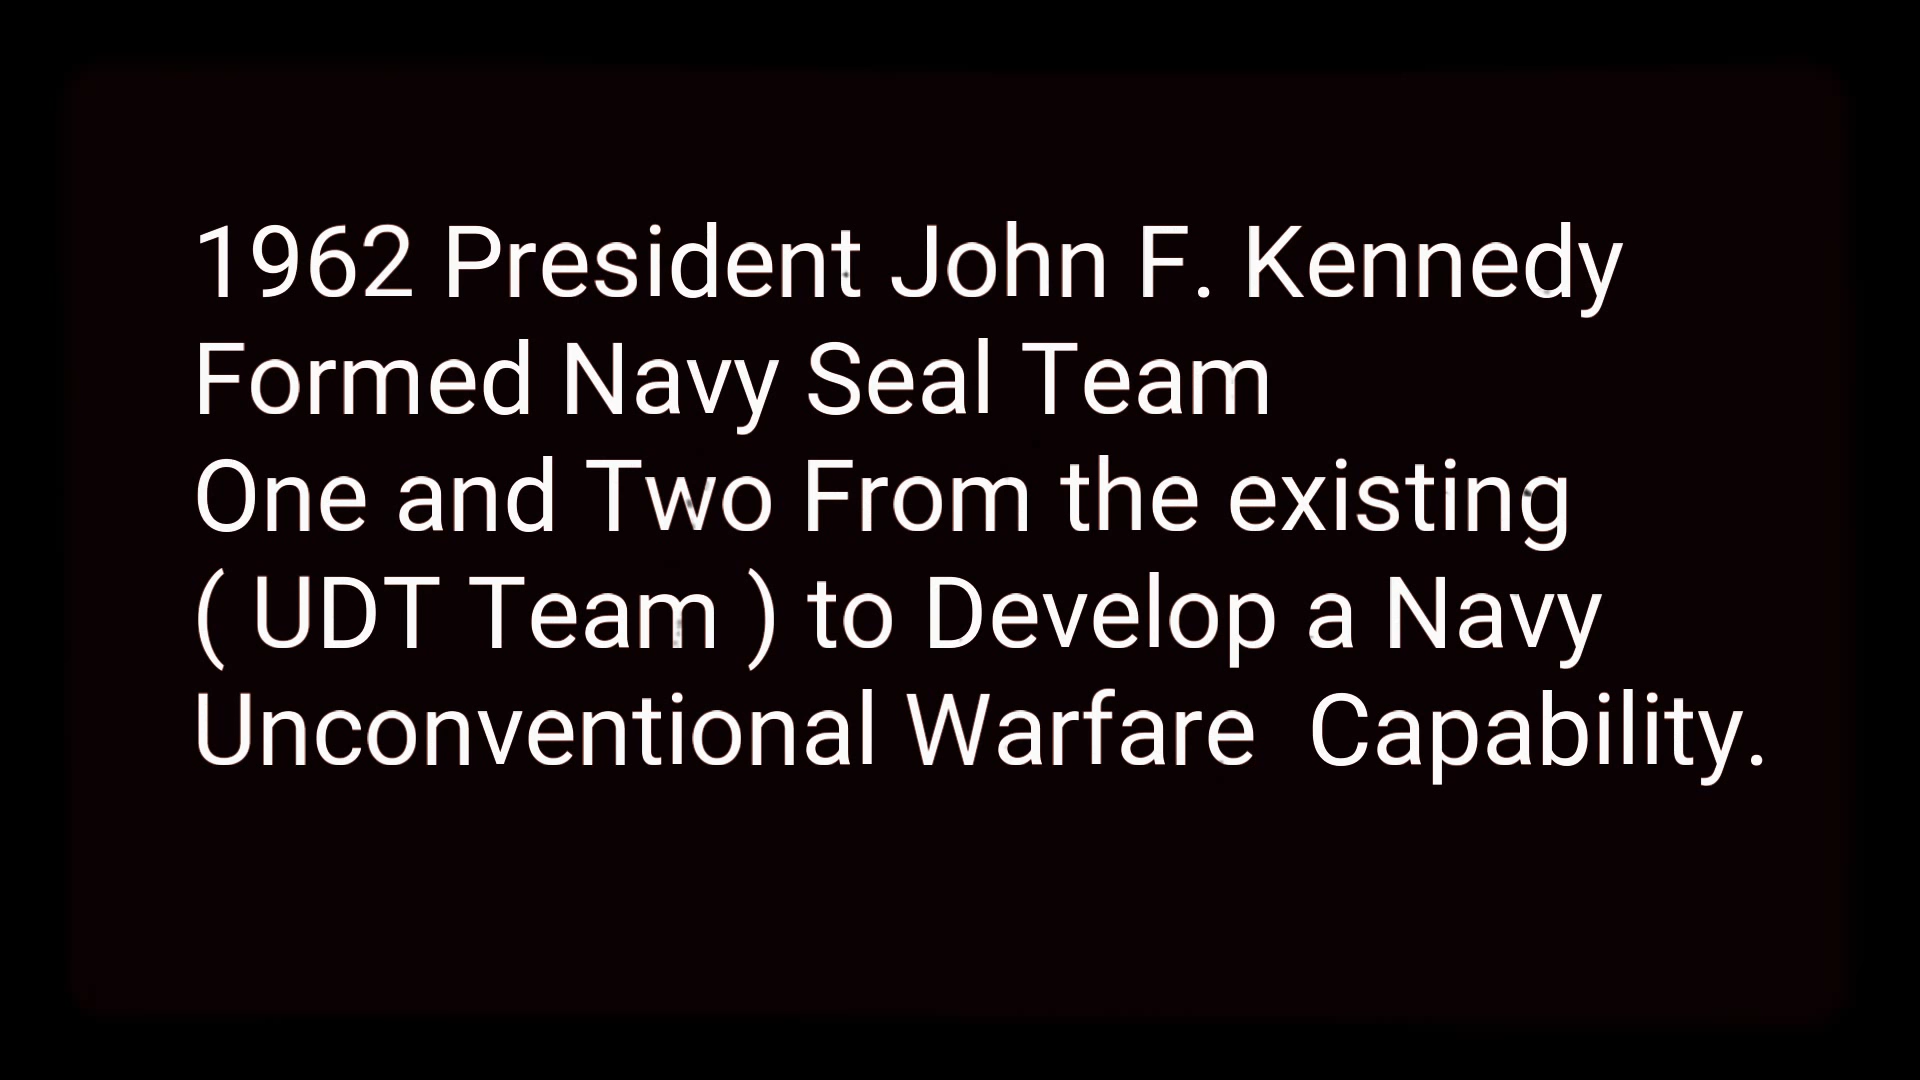 1962 President John F. Kennedy
Formed Navy Seal Team
One and Two From the existing
( UDT Team ) to Develop a Navy
Unconventional Warfare  Capability.